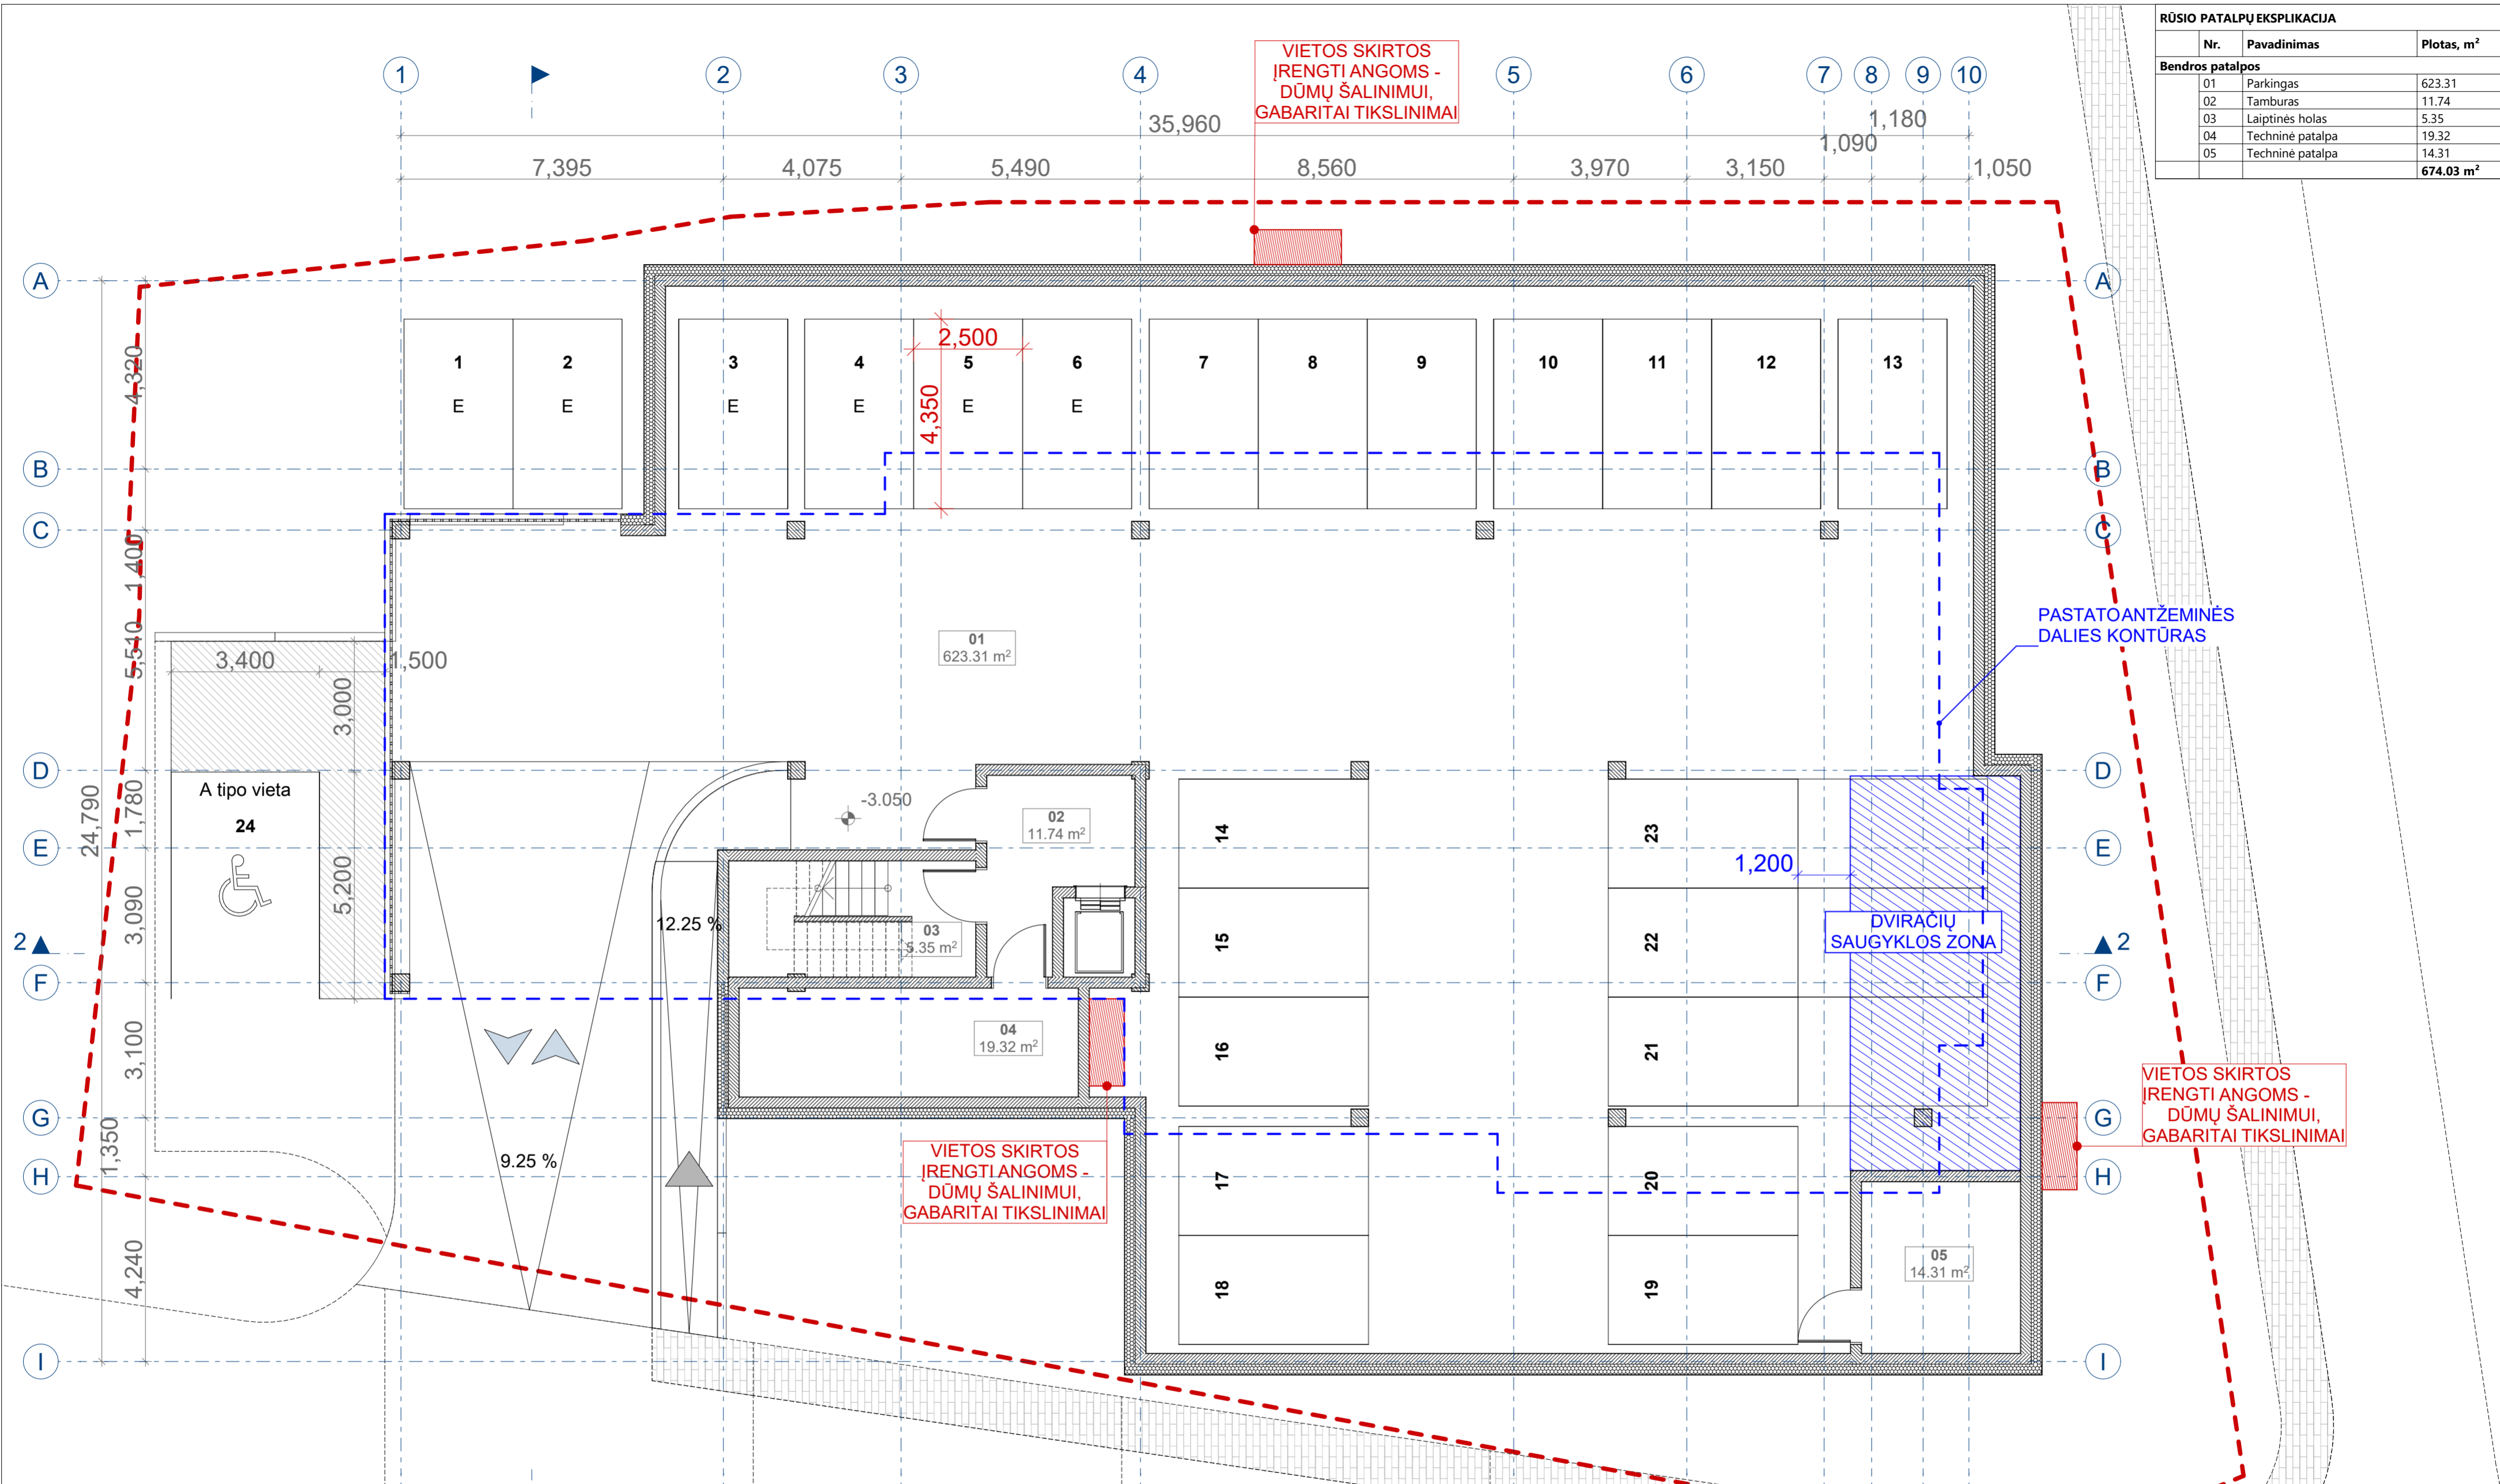 RŪSIO PATALPŲ EKSPLIKACIJA
Nr. Pavadinimas Plotas, m²
Bendros patalpos
01 Parkingas 623.31
02 Tamburas 11.74
03 Laiptinės holas 5.35
04 Techninė patalpa 19.32
05 Techninė patalpa 14.31
674.03 m²
VIETOS SKIRTOS
ĮRENGTI ANGOMS -
DŪMŲ ŠALINIMUI,
GABARITAI TIKSLINIMAI
1 2 3 4 5 6 7 8 9 10
35,960
1,180
1,090
7,395 4,075 5,490 8,560 3,970 3,150 1,050
A A
B B
C C
D D
E E
F F
G G
H H
I I
4,320
1,400
5,510
1,780
3,090
3,100
1,350
4,240
24,790
1 2 3 4 5 6 7 8 9 10 11 12 13
E E E E E E
2,500
4,350
01
623.31 m²
PASTATO ANTŽEMINĖS
DALIES KONTŪRAS
3,400 1,500
3,000
A tipo vieta
24
5,200
-3.050
02
11.74 m²
03
5.35 m²
04
19.32 m²
12.25 %
9.25 %
14
15
16
17
18
23
22
21
20
19
1,200
DVIRAČIŲ
SAUGYKLOS ZONA
2 2
VIETOS SKIRTOS
ĮRENGTI ANGOMS -
DŪMŲ ŠALINIMUI,
GABARITAI TIKSLINIMAI
VIETOS SKIRTOS
ĮRENGTI ANGOMS -
DŪMŲ ŠALINIMUI,
GABARITAI TIKSLINIMAI
05
14.31 m²